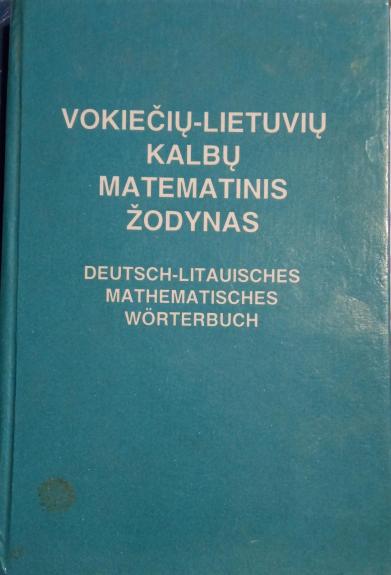 VOKIEČIŲ-LIETUVIŲ
KALBŲ
MATEMATINIS
ŽODYNAS
DEUTSCH-LITAUISCHES
MATHEMATISCHES
WÖRTERBUCH